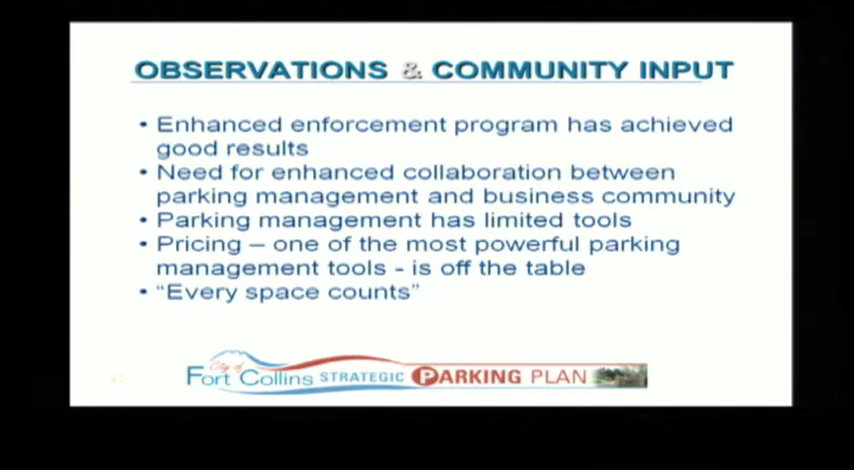 OBSERVATIONS & COMMUNITY INPUT
• Enhanced enforcement program has achieved
good results
• Need for enhanced collaboration between
parking management and business community
• Parking management has limited tools
• Pricing – one of the most powerful parking
management tools - is off the table
• “Every space counts”
City of
Fort Collins STRATEGIC PARKING PLAN